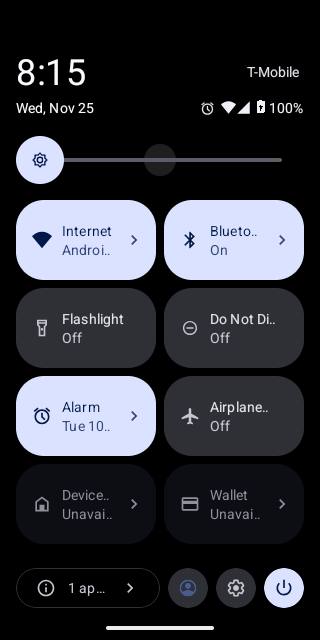 8:15
T-Mobile
Wed, Nov 25
100%
Internet
Androi..
Blueto..
On
Flashlight
Off
Do Not Di..
Off
Alarm
Tue 10..
Airplane..
Off
Device..
Unavai..
Wallet
Unavai..
1 ap...